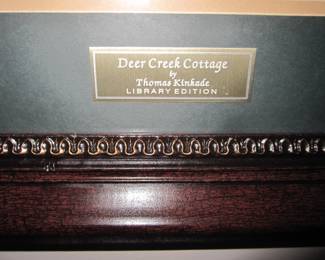 Deer Creek Cottage
by
Thomas Kinkade
LIBRARY EDITION